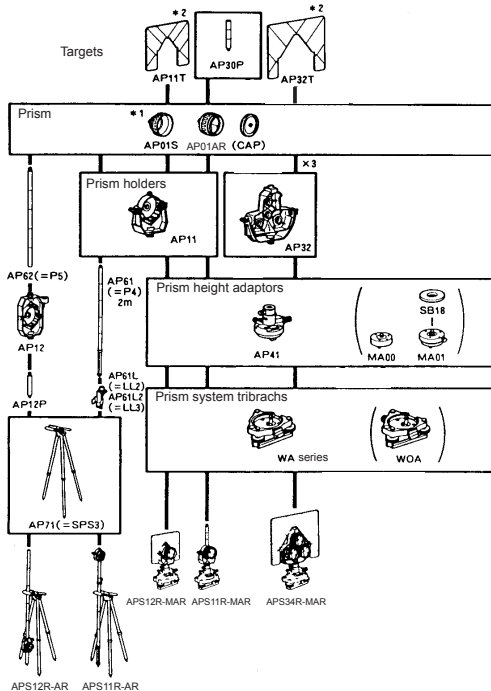 *2
*2
Targets
AP11T
AP30P
AP32T
Prism
*1
AP01S
AP01AR
(CAP)
×3
Prism holders
AP11
AP32
AP62(=P5)
AP61
(=P4)
2m
AP12
Prism height adaptors
SB18
AP41
MA00
MA01
AP61L
(=LL2)
AP61L2
(=LL3)
AP12P
Prism system tribrachs
WA series
WOA
AP71(=SPS3)
APS12R-MAR
APS11R-MAR
APS34R-MAR
APS12R-AR
APS11R-AR